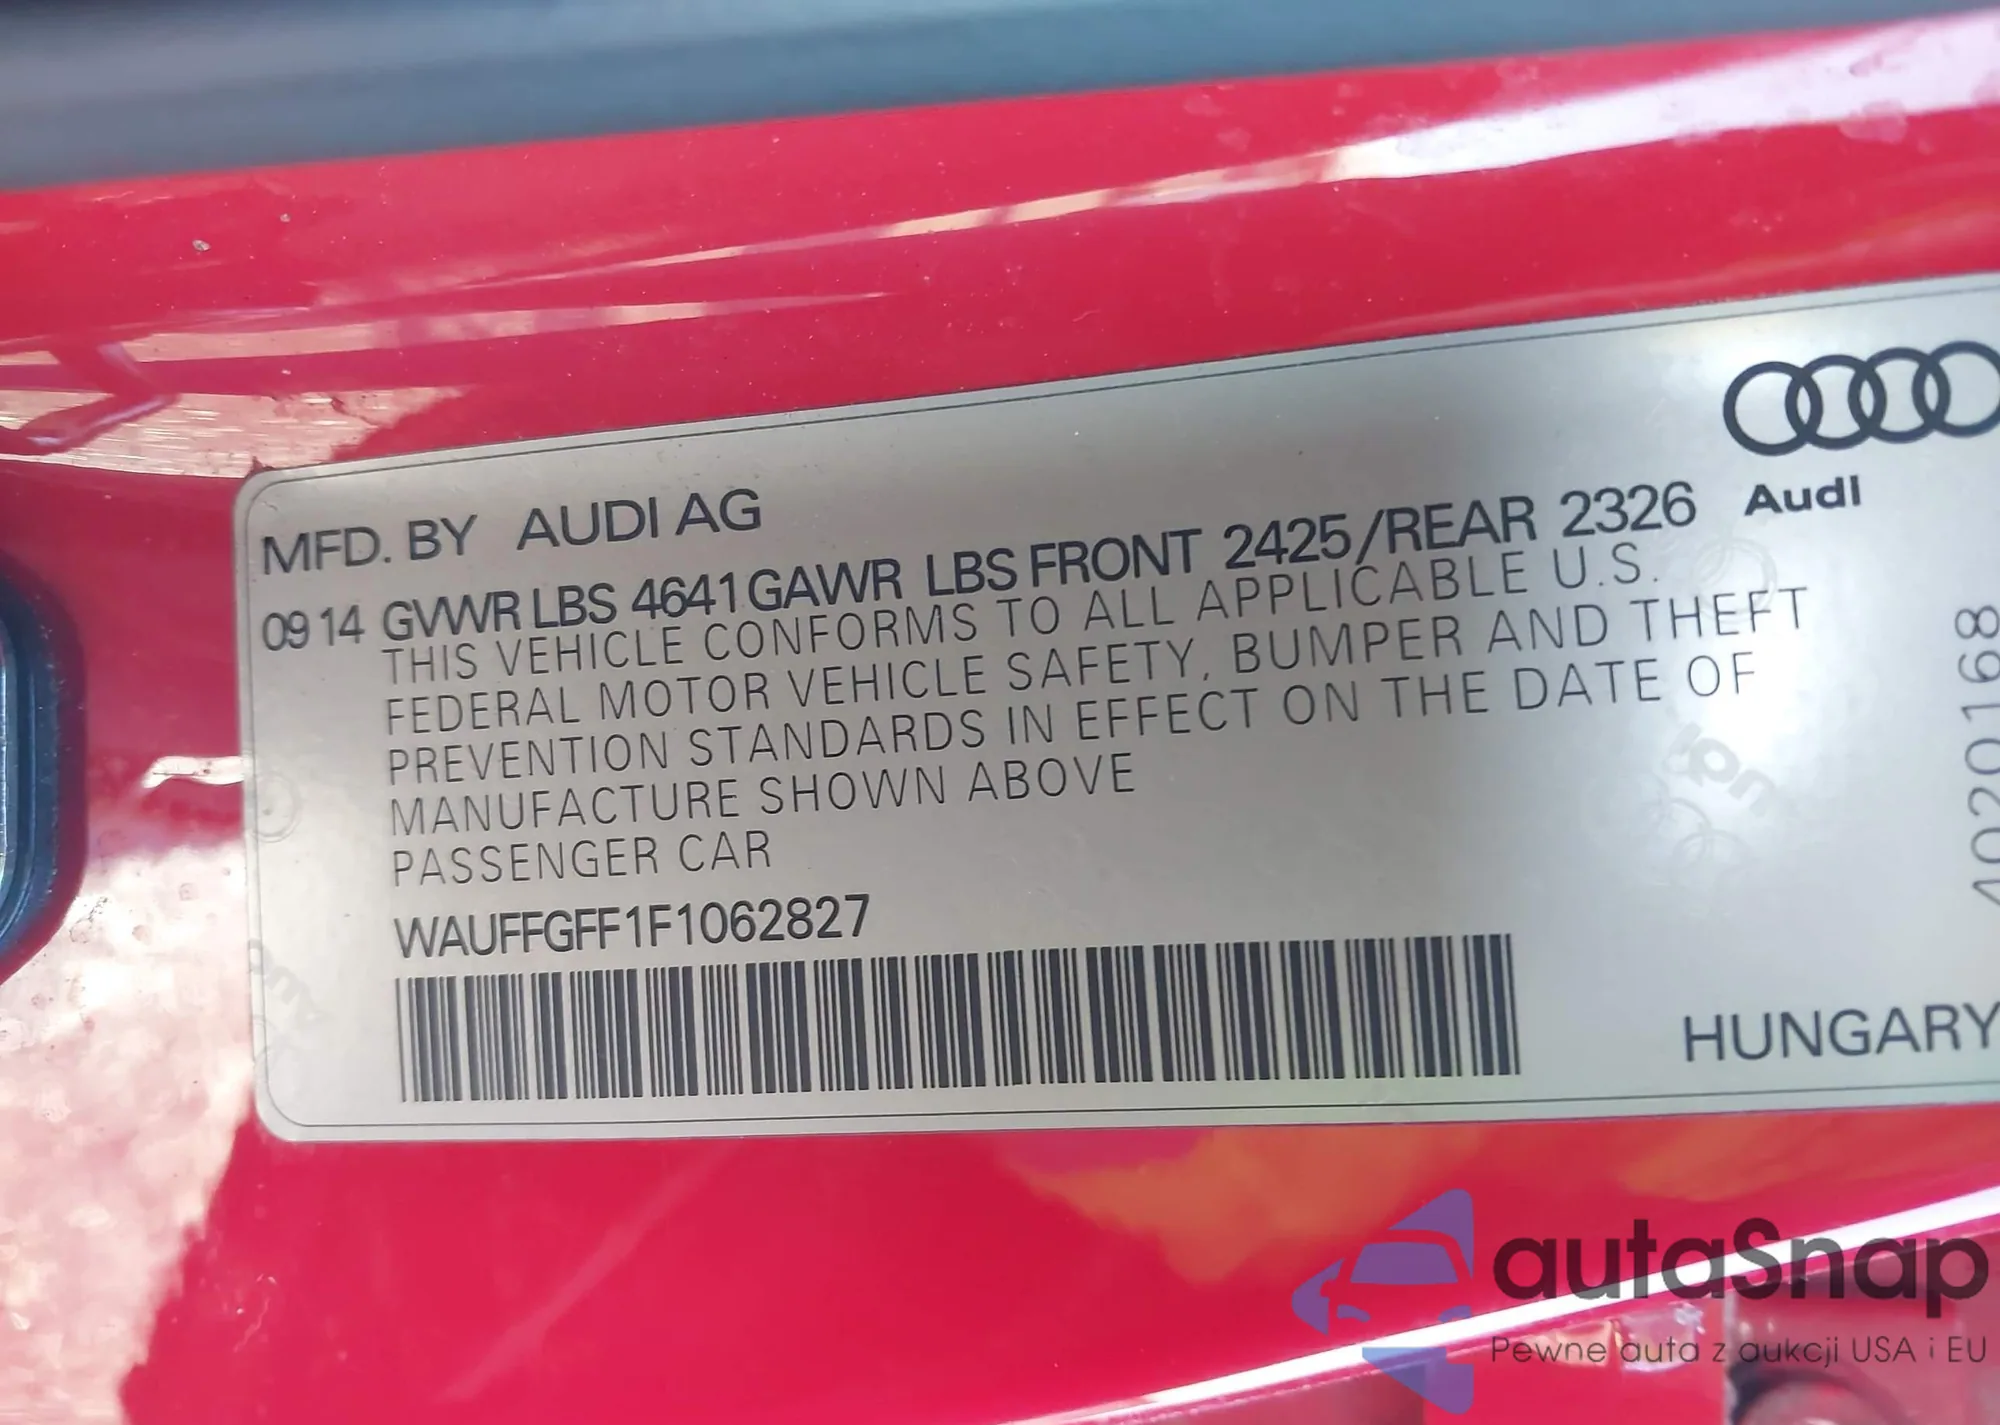 MFD. BY AUDI AG
09 14 GVWR LBS 4641 GAWR LBS FRONT 2425/REAR 2326
Audi
THIS VEHICLE CONFORMS TO ALL APPLICABLE U.S.
FEDERAL MOTOR VEHICLE SAFETY, BUMPER AND THEFT
PREVENTION STANDARDS IN EFFECT ON THE DATE OF
MANUFACTURE SHOWN ABOVE
PASSENGER CAR
WAUFFGFF1F1062827
HUNGARY
4020168
autaSnap
Pewne auta z aukcji USA i EU